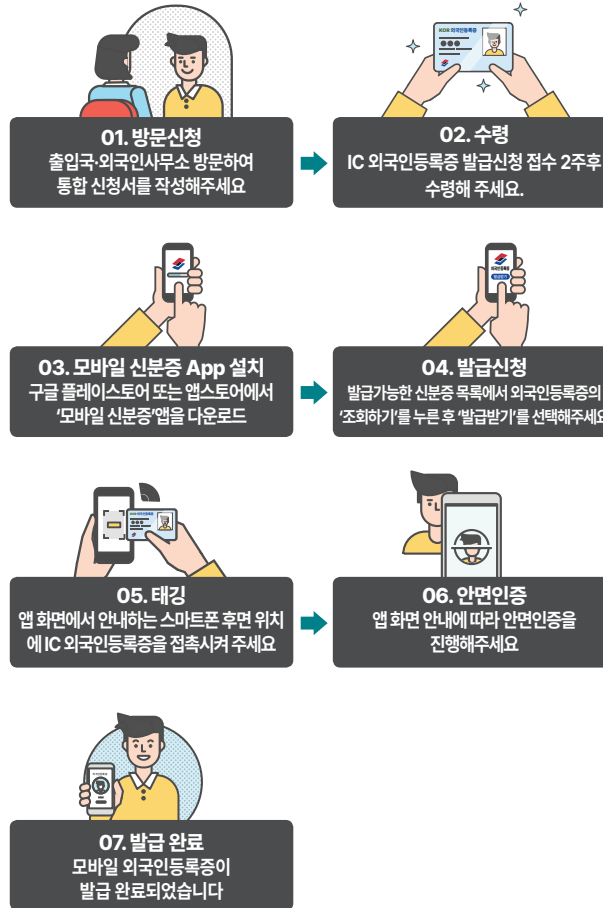 KOR 외국인등록증
01. 방문신청
출입국·외국인사무소 방문하여
통합 신청서를 작성해주세요
02. 수령
IC 외국인등록증 발급신청 접수 2주후
수령해 주세요.
외국인등록증
발급받기
03. 모바일 신분증 App 설치
구글 플레이스토어 또는 앱스토어에서
‘모바일 신분증’앱을 다운로드
04. 발급신청
발급가능한 신분증 목록에서 외국인등록증의
‘조회하기’를 누른 후 ‘발급받기’를 선택해주세요
KOR 외국인등록증
05. 태깅
앱 화면에서 안내하는 스마트폰 후면 위치
에 IC 외국인등록증을 접촉시켜 주세요
06. 안면인증
앱 화면 안내에 따라 안면인증을
진행해주세요
07. 발급 완료
모바일 외국인등록증이
발급 완료되었습니다